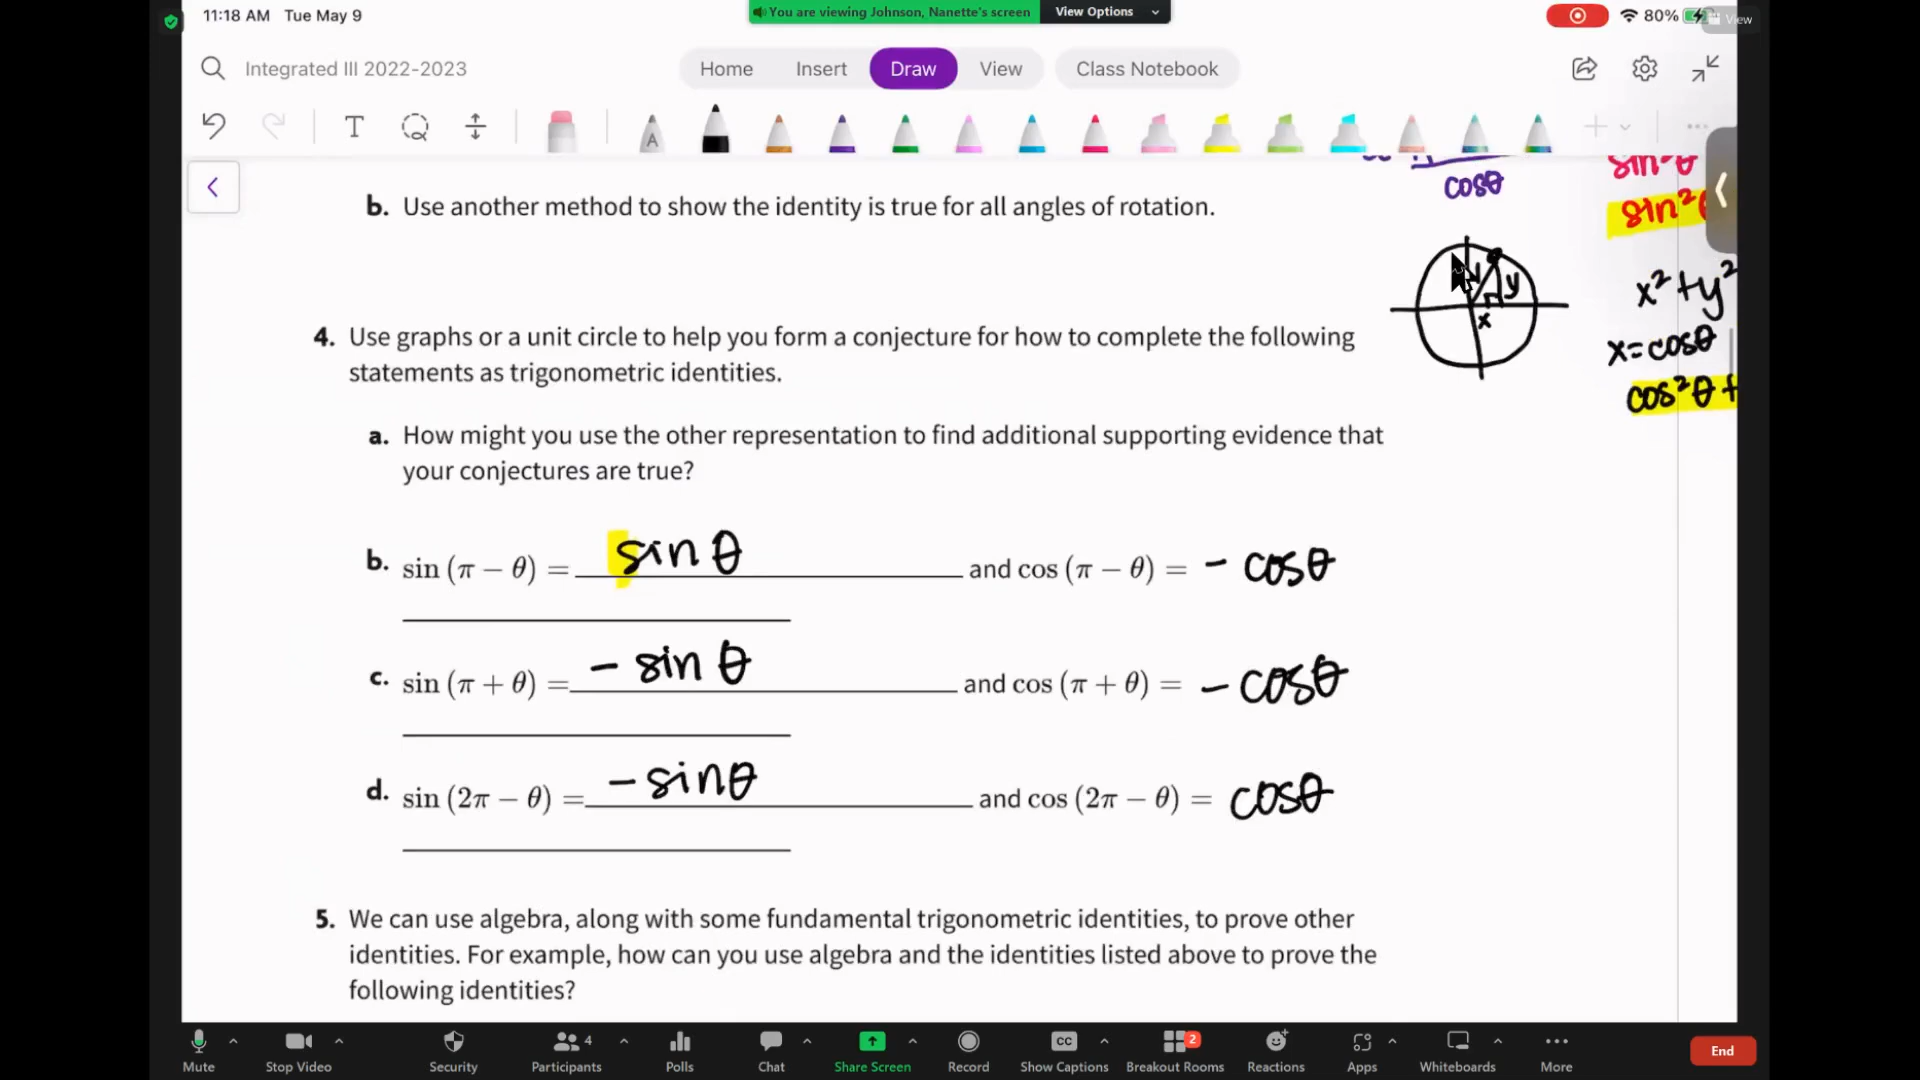 11:18 AM Tue May 9
You are viewing Johnson, Nanette's screen
View Options
80%
View
Integrated III 2022-2023
Home
Insert
Draw
View
Class Notebook
T
A
cosθ
sin²θ
sin²
b. Use another method to show the identity is true for all angles of rotation.
y
x
x² + y²
x = cosθ
cos²θ +
4. Use graphs or a unit circle to help you form a conjecture for how to complete the following
statements as trigonometric identities.
a. How might you use the other representation to find additional supporting evidence that
your conjectures are true?
b. sin (π − θ) = sin θ and cos (π − θ) = - cosθ
c. sin (π + θ) = - sin θ and cos (π + θ) = - cosθ
d. sin (2π − θ) = - sinθ and cos (2π − θ) = cosθ
5. We can use algebra, along with some fundamental trigonometric identities, to prove other
identities. For example, how can you use algebra and the identities listed above to prove the
following identities?
4
CC
2
Mute
Stop Video
Security
Participants
Polls
Chat
Share Screen
Record
Show Captions
Breakout Rooms
Reactions
Apps
Whiteboards
More
End